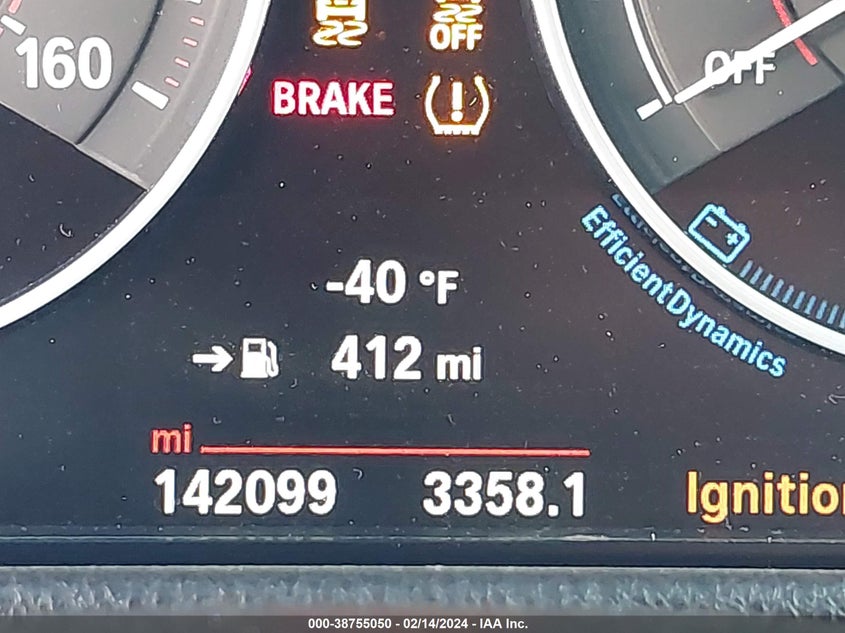 160
OFF
OFF
BRAKE
EfficientDynamics
-40 °F
412 mi
mi
142099 3358.1
Ignition
000-38755050 - 02/14/2024 - IAA Inc.